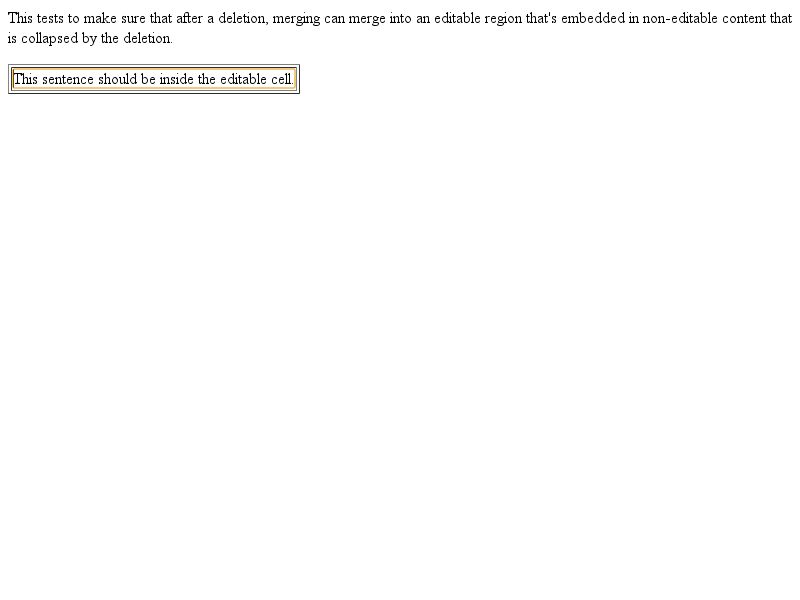 This tests to make sure that after a deletion, merging can merge into an editable region that's embedded in non-editable content that
is collapsed by the deletion.
This sentence should be inside the editable cell.